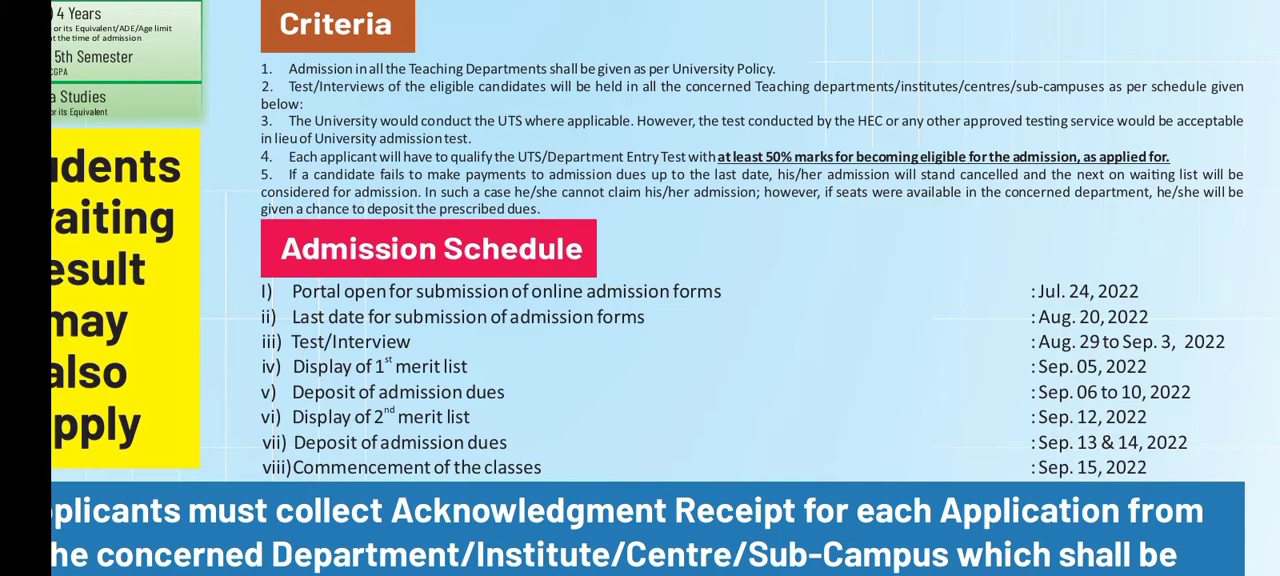 ) 4 Years
or its Equivalent/ADE/Age limit
t the time of admission
5th Semester
CGPA
a Studies
or its Equivalent
udents
aiting
esult
may
also
pply
Criteria
1. Admission in all the Teaching Departments shall be given as per University Policy.
2. Test/Interviews of the eligible candidates will be held in all the concerned Teaching departments/institutes/centres/sub-campuses as per schedule given
below:
3. The University would conduct the UTS where applicable. However, the test conducted by the HEC or any other approved testing service would be acceptable
in lieu of University admission test.
4. Each applicant will have to qualify the UTS/Department Entry Test with at least 50% marks for becoming eligible for the admission, as applied for.
5. If a candidate fails to make payments to admission dues up to the last date, his/her admission will stand cancelled and the next on waiting list will be
considered for admission. In such a case he/she cannot claim his/her admission; however, if seats were available in the concerned department, he/she will be
given a chance to deposit the prescribed dues.
Admission Schedule
I) Portal open for submission of online admission forms : Jul. 24, 2022
ii) Last date for submission of admission forms : Aug. 20, 2022
iii) Test/Interview : Aug. 29 to Sep. 3, 2022
iv) Display of 1st merit list : Sep. 05, 2022
v) Deposit of admission dues : Sep. 06 to 10, 2022
vi) Display of 2nd merit list : Sep. 12, 2022
vii) Deposit of admission dues : Sep. 13 & 14, 2022
viii) Commencement of the classes : Sep. 15, 2022
pplicants must collect Acknowledgment Receipt for each Application from
he concerned Department/Institute/Centre/Sub-Campus which shall be